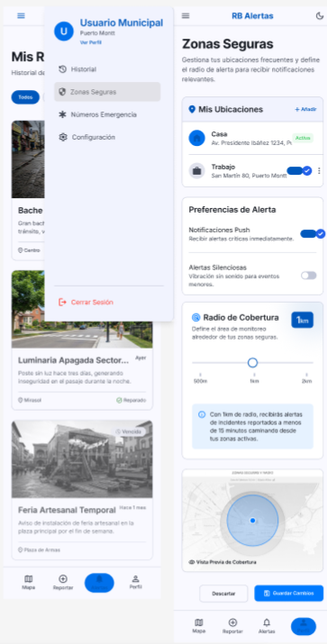 Usuario Municipal
Puerto Montt
Ver Perfil
Historial
Zonas Seguras
Números Emergencia
Configuración
Cerrar Sesión
Mis R
Historial de
Todos
Bache
Gran bach
tránsito, v
Centro
Luminaria Apagada Sector...
Ayer
Poste sin luz hace tres días, generando
inseguridad en el pasaje durante la noche.
Mirasol
Reparado
Vencida
Feria Artesanal Temporal
Hace 1 mes
Aviso de instalación de feria artesanal en la
plaza principal por el fin de semana.
Plaza de Armas
Mapa
Reportar
Perfil
RB Alertas
Zonas Seguras
Gestiona tus ubicaciones frecuentes y define
el radio de alerta para recibir notificaciones
relevantes.
Mis Ubicaciones
+ Añadir
Casa
Av. Presidente Ibáñez 1234, P
Activa
Trabajo
San Martín 80, Puerto Montt
Preferencias de Alerta
Notificaciones Push
Recibir alertas críticas inmediatamente.
Alertas Silenciosas
Vibración sin sonido para eventos
menores.
Radio de Cobertura
1km
Define el área de monitoreo
alrededor de tus zonas seguras.
500m
1km
2km
Con 1km de radio, recibirás alertas
de incidentes reportados a menos
de 15 minutos caminando desde
tus zonas activas.
Vista Previa de Cobertura
Descartar
Guardar Cambios
Mapa
Reportar
Alertas